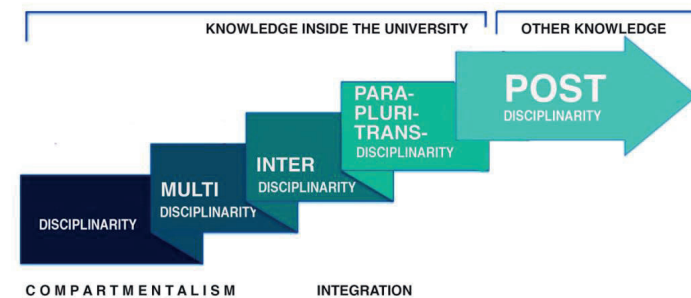 KNOWLEDGE INSIDE THE UNIVERSITY
OTHER KNOWLEDGE
DISCIPLINARITY
MULTI
DISCIPLINARITY
INTER
DISCIPLINARITY
PARA-
PLURI-
TRANS-
DISCIPLINARITY
POST
DISCIPLINARITY
COMPARTMENTALISM
INTEGRATION